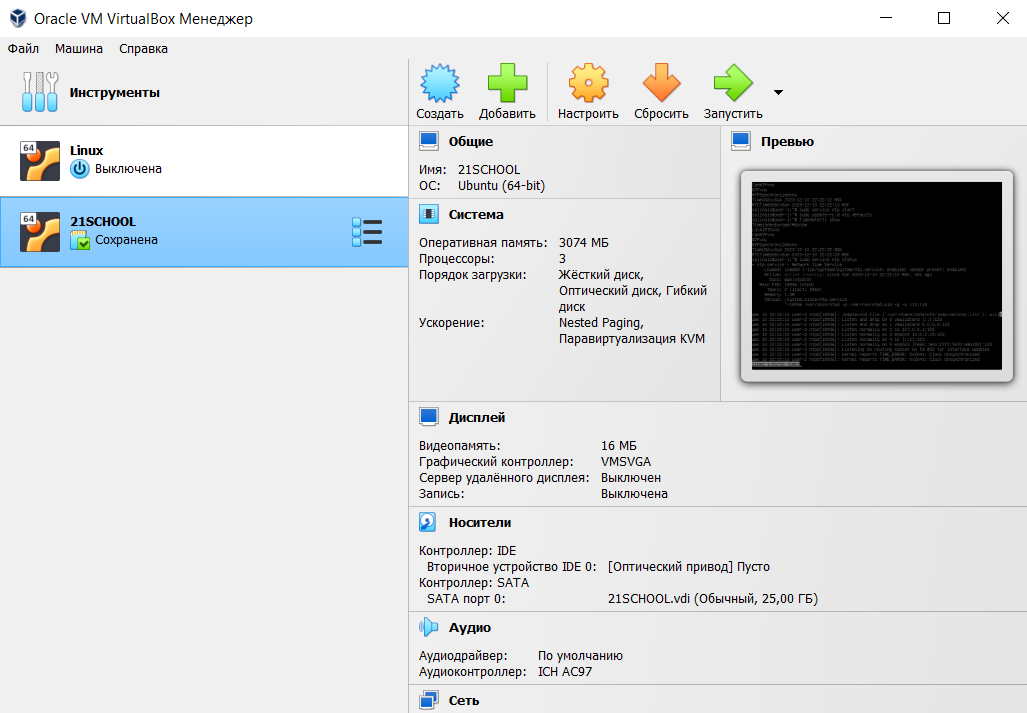 Oracle VM VirtualBox Менеджер
Файл Машина Справка
Инструменты
Создать Добавить Настроить Сбросить Запустить
64 Linux
Выключена
64 21SCHOOL
Сохранена
Общие
Имя: 21SCHOOL
ОС: Ubuntu (64-bit)
Система
Оперативная память: 3074 МБ
Процессоры: 3
Порядок загрузки: Жёсткий диск,
Оптический диск, Гибкий
диск
Ускорение: Nested Paging,
Паравиртуализация KVM
Превью
Дисплей
Видеопамять: 16 МБ
Графический контроллер: VMSVGA
Сервер удалённого дисплея: Выключен
Запись: Выключена
Носители
Контроллер: IDE
Вторичное устройство IDE 0: [Оптический привод] Пусто
Контроллер: SATA
SATA порт 0: 21SCHOOL.vdi (Обычный, 25,00 ГБ)
Аудио
Аудиодрайвер: По умолчанию
Аудиоконтроллер: ICH AC97
Сеть